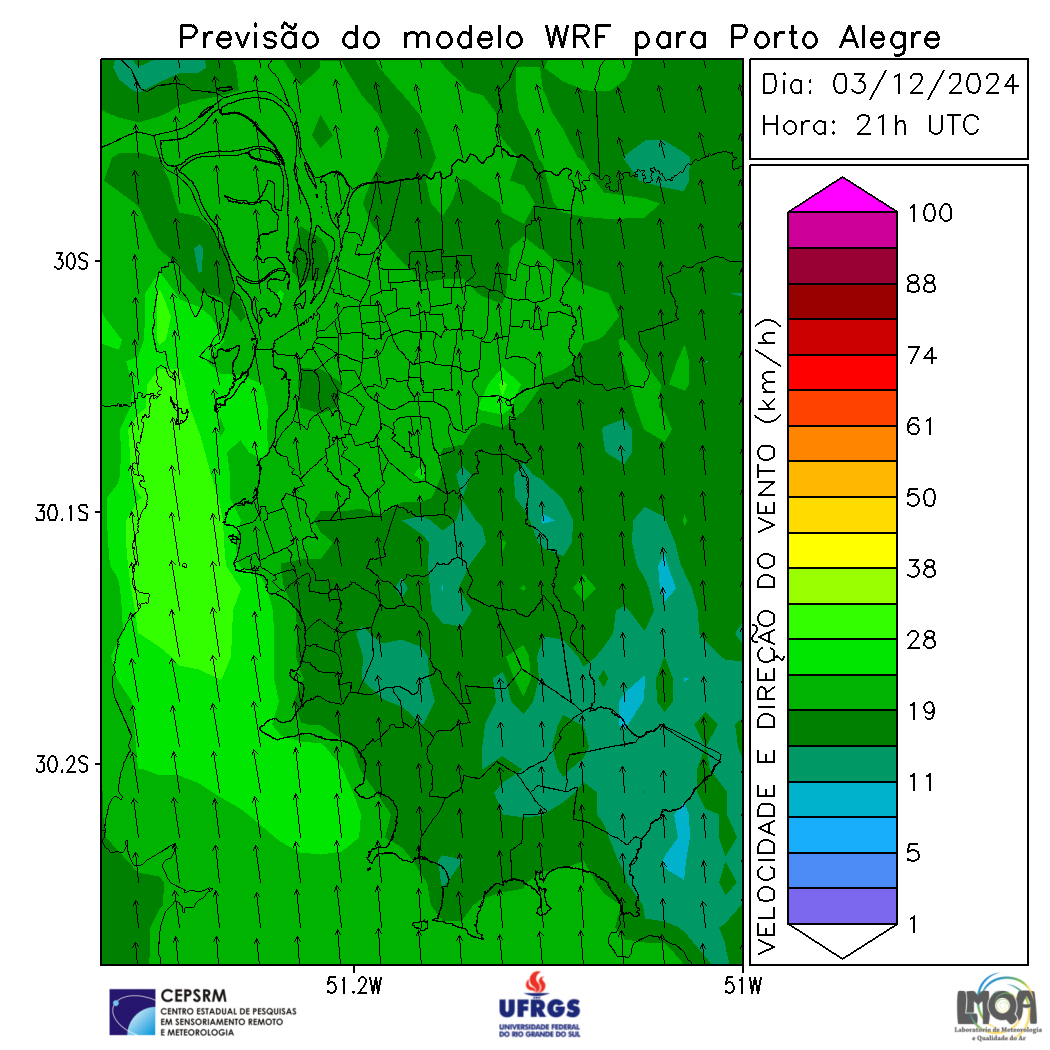 Previsão do modelo WRF para Porto Alegre
Dia: 03/12/2024
Hora: 21h UTC
30S
30.1S
30.2S
51.2W
51W
VELOCIDADE E DIREÇÃO DO VENTO (km/h)
100
88
74
61
50
38
28
19
11
5
1
CEPSRM
CENTRO ESTADUAL DE PESQUISAS
EM SENSORIAMENTO REMOTO
E METEOROLOGIA
UFRGS
UNIVERSIDADE FEDERAL
DO RIO GRANDE DO SUL
LMQA
Laboratório de Meteorologia
e Qualidade do Ar